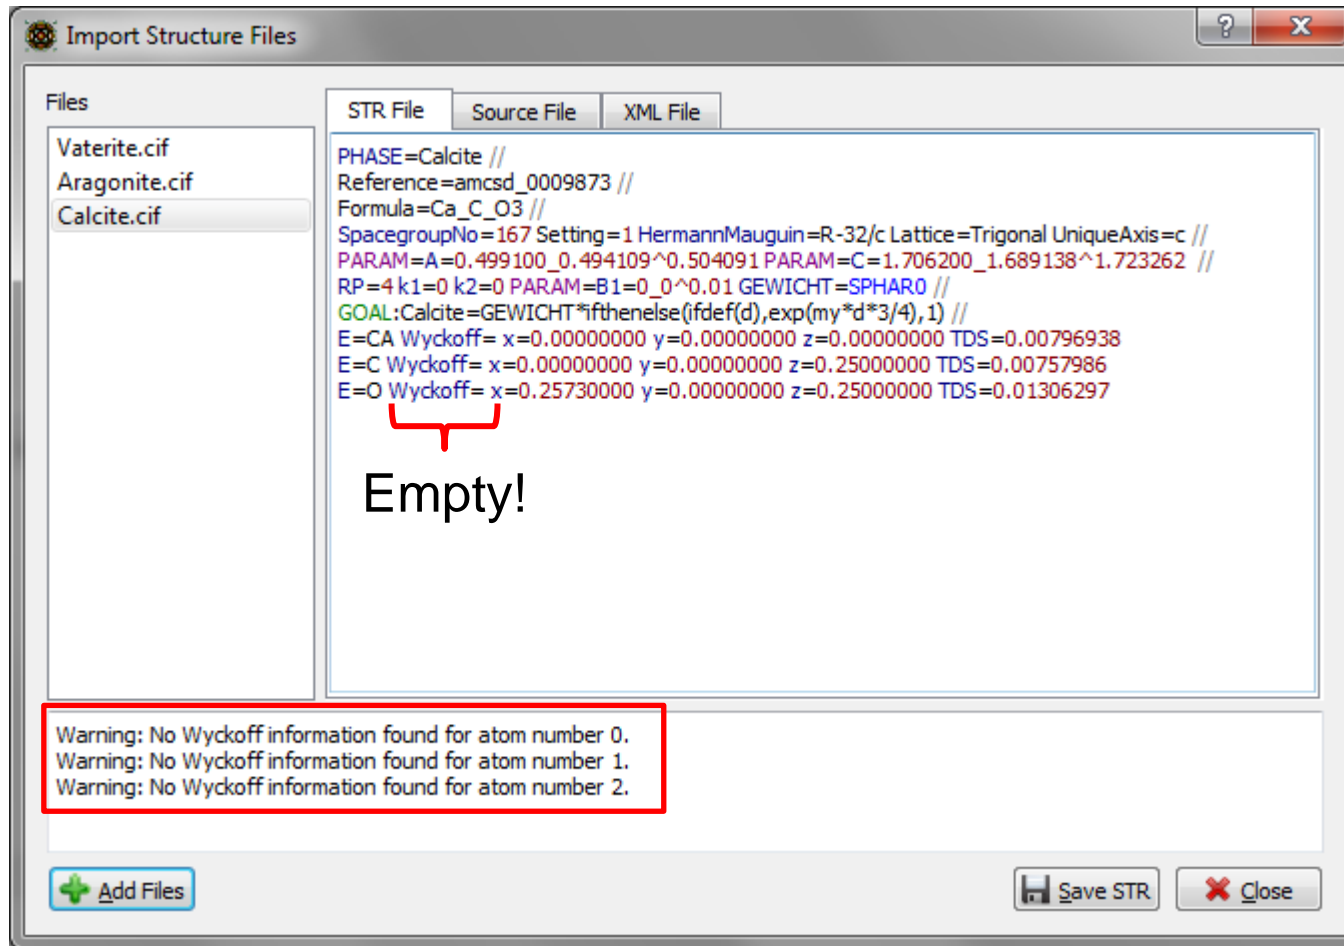 Import Structure Files
?
X
Files
Vaterite.cif
Aragonite.cif
Calcite.cif
STR File
Source File
XML File
PHASE=Calcite //
Reference=amcsd_0009873 //
Formula=Ca_C_O3 //
SpacegroupNo=167 Setting=1 HermannMauguin=R-32/c Lattice=Trigonal UniqueAxis=c //
PARAM=A=0.499100_0.494109^0.504091 PARAM=C=1.706200_1.689138^1.723262 //
RP=4 k1=0 k2=0 PARAM=B1=0_0^0.01 GEWICHT=SPHAR0 //
GOAL:Calcite=GEWICHT*ifthenelse(ifdef(d),exp(my*d*3/4),1) //
E=CA Wyckoff= x=0.00000000 y=0.00000000 z=0.00000000 TDS=0.00796938
E=C Wyckoff= x=0.00000000 y=0.00000000 z=0.25000000 TDS=0.00757986
E=O Wyckoff= x=0.25730000 y=0.00000000 z=0.25000000 TDS=0.01306297
Empty!
Warning: No Wyckoff information found for atom number 0.
Warning: No Wyckoff information found for atom number 1.
Warning: No Wyckoff information found for atom number 2.
Add Files
Save STR
Close